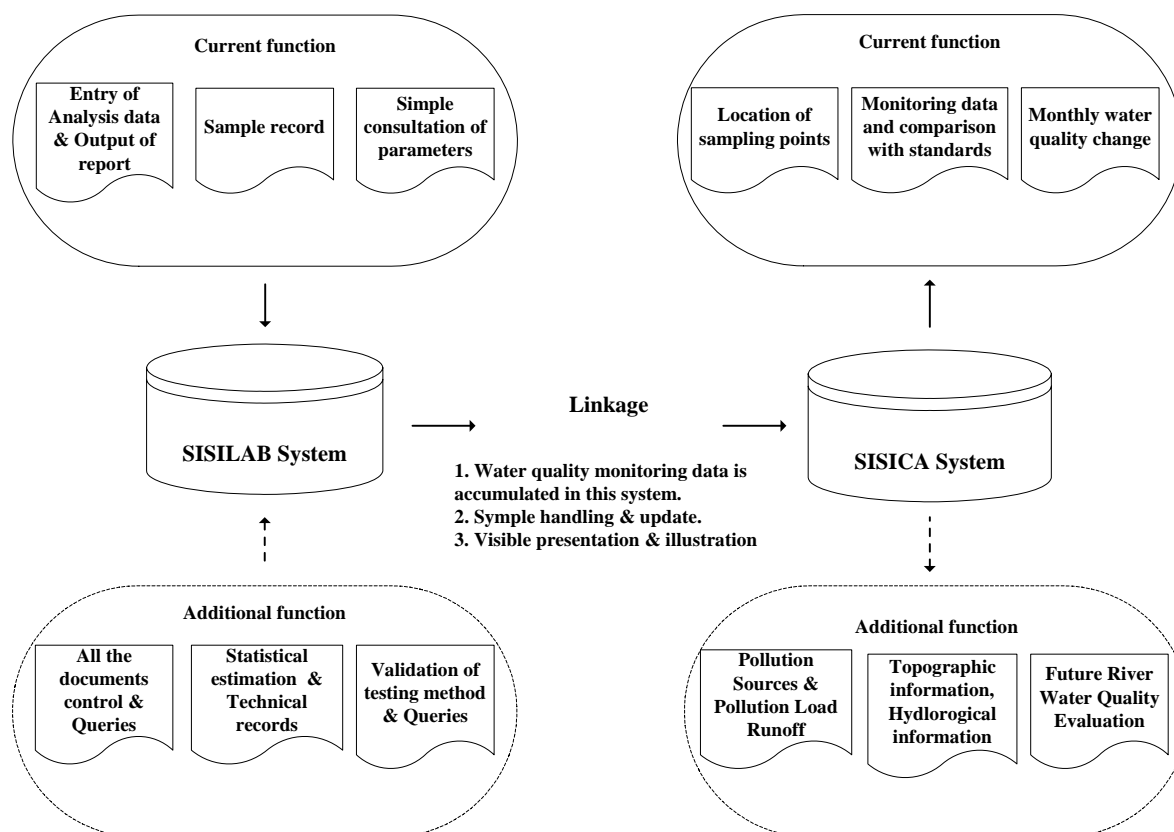 Current function
Entry of
Analysis data
& Output of
report
Sample record
Simple
consultation of
parameters
Current function
Location of
sampling points
Monitoring data
and comparison
with standards
Monthly water
quality change
SISILAB System
Linkage
1. Water quality monitoring data is
accumulated in this system.
2. Symple handling & update.
3. Visible presentation & illustration
SISICA System
Additional function
All the
documents
control &
Queries
Statistical
estimation &
Technical
records
Validation of
testing method
& Queries
Additional function
Pollution
Sources &
Pollution Load
Runoff
Topographic
information,
Hydlorogical
information
Future River
Water Quality
Evaluation